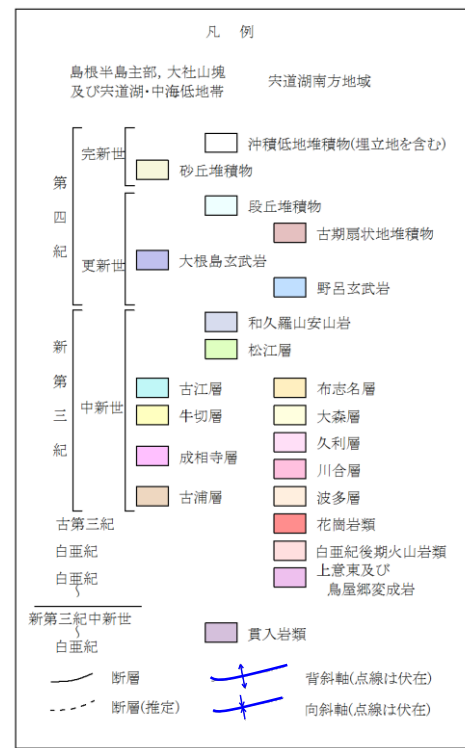 凡 例
島根半島主部, 大社山塊
及び宍道湖・中海低地帯
宍道湖南方地域
第四紀
完新世
沖積低地堆積物(埋立地を含む)
砂丘堆積物
更新世
段丘堆積物
古期扇状地堆積物
大根島玄武岩
野呂玄武岩
新第三紀
中新世
和久羅山安山岩
松江層
古江層
布志名層
牛切層
大森層
久利層
成相寺層
川合層
古浦層
波多層
古第三紀
花崗岩類
白亜紀
白亜紀後期火山岩類
白亜紀
~
上意東及び
鳥屋郷変成岩
新第三紀中新世
~
白亜紀
貫入岩類
断層
背斜軸(点線は伏在)
断層(推定)
向斜軸(点線は伏在)